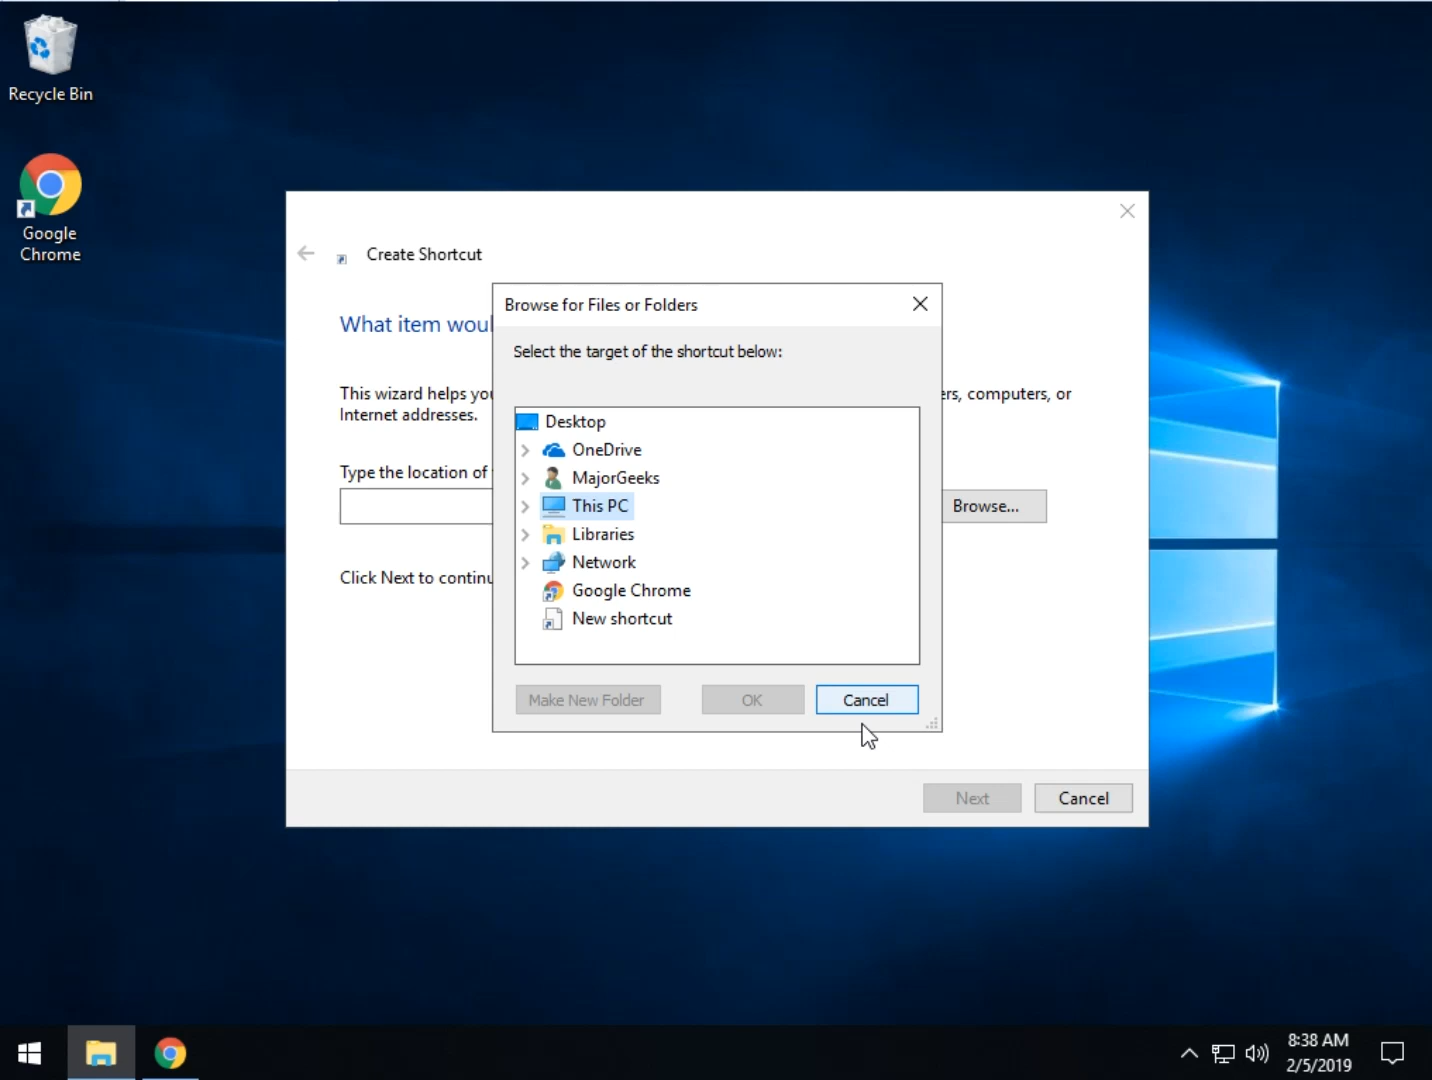 Recycle Bin
Google
Chrome
Create Shortcut
What item woul
This wizard helps you
ers, computers, or
Internet addresses.
Type the location of
Browse...
Click Next to continu
Next
Cancel
Browse for Files or Folders
Select the target of the shortcut below:
Desktop
OneDrive
MajorGeeks
This PC
Libraries
Network
Google Chrome
New shortcut
Make New Folder
OK
Cancel
8:38 AM
2/5/2019